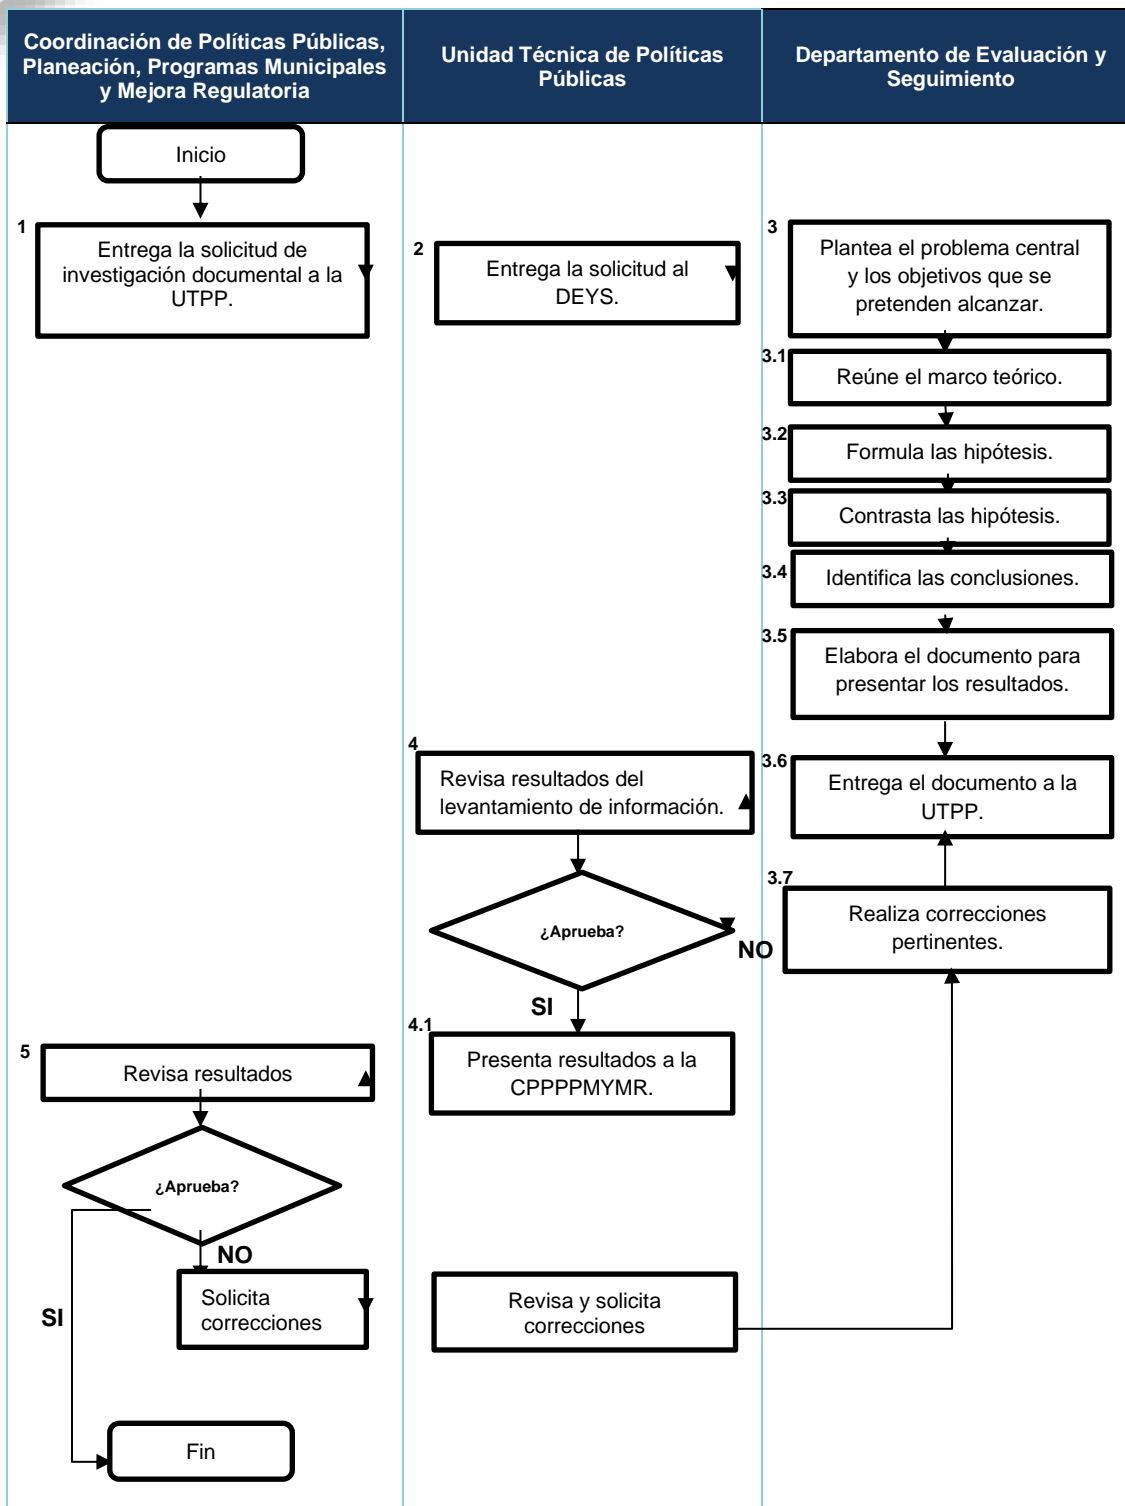 Coordinación de Políticas Públicas,
Planeación, Programas Municipales
y Mejora Regulatoria
Unidad Técnica de Políticas
Públicas
Departamento de Evaluación y
Seguimiento
Inicio
1
Entrega la solicitud de
investigación documental a la
UTPP.
2
Entrega la solicitud al
DEYS.
3
Plantea el problema central
y los objetivos que se
pretenden alcanzar.
3.1
Reúne el marco teórico.
3.2
Formula las hipótesis.
3.3
Contrasta las hipótesis.
3.4
Identifica las conclusiones.
3.5
Elabora el documento para
presentar los resultados.
3.6
Entrega el documento a la
UTPP.
4
Revisa resultados del
levantamiento de información.
¿Aprueba?
NO
3.7
Realiza correcciones
pertinentes.
SI
4.1
Presenta resultados a la
CPPPPMYMR.
5
Revisa resultados
¿Aprueba?
NO
SI
Solicita
correcciones
Revisa y solicita
correcciones
Fin